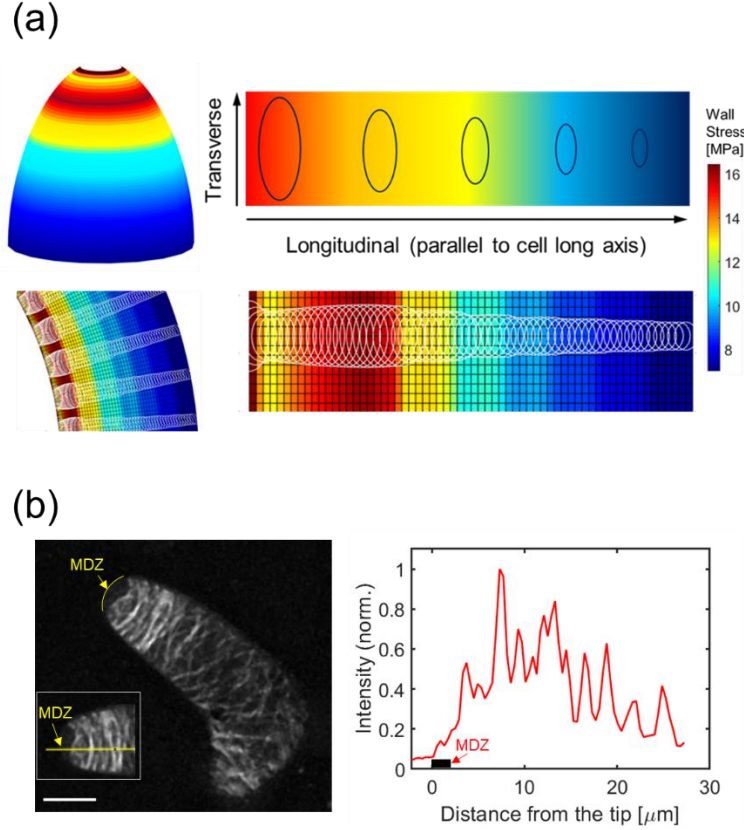 (a)
Transverse
Longitudinal (parallel to cell long axis)
Wall
Stress
[MPa]
16
14
12
10
8
(b)
MDZ
MDZ
Intensity (norm.)
1
0.8
0.6
0.4
0.2
0
MDZ
0
10
20
30
Distance from the tip [μm]